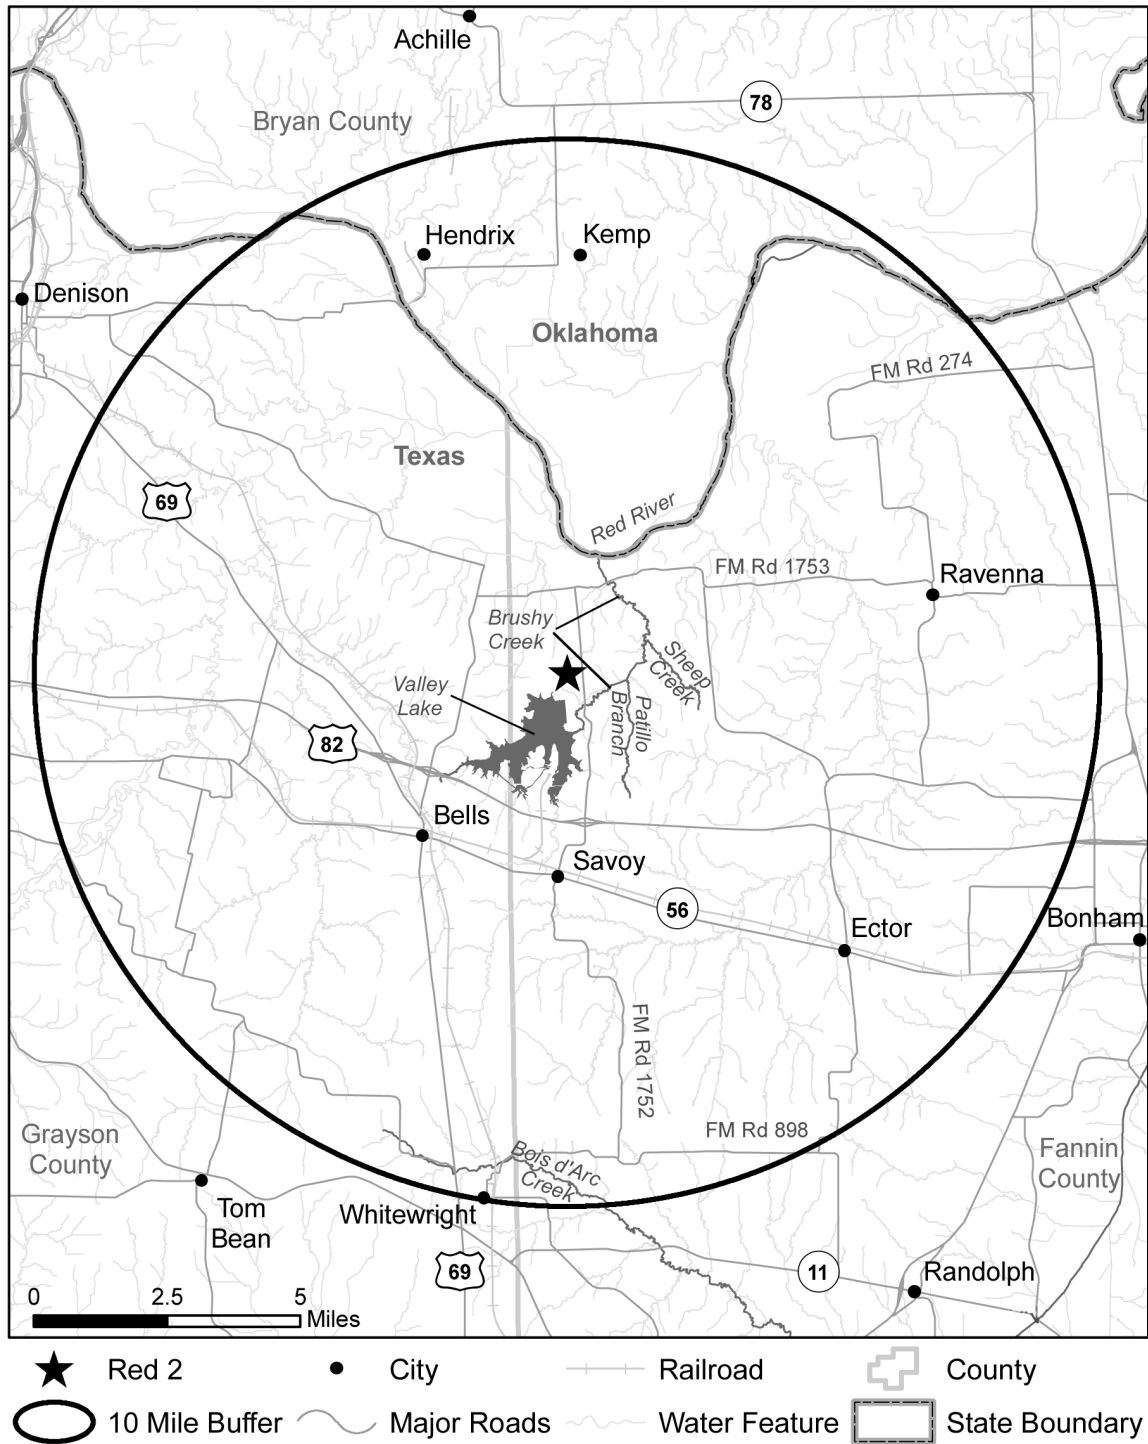 Achille
78
Bryan County
Hendrix
Kemp
Denison
Oklahoma
FM Rd 274
Texas
69
Red River
FM Rd 1753
Ravenna
Brushy
Creek
Sheep
Creek
Valley
Lake
Patillo
Branch
82
Bells
Savoy
56
Ector
Bonham
FM Rd 1752
Grayson
County
FM Rd 898
Fannin
County
Bois d'Arc
Creek
Tom
Bean
Whitewright
69
11
Randolph
0 2.5 5
Miles
Red 2 City Railroad County
10 Mile Buffer Major Roads Water Feature State Boundary